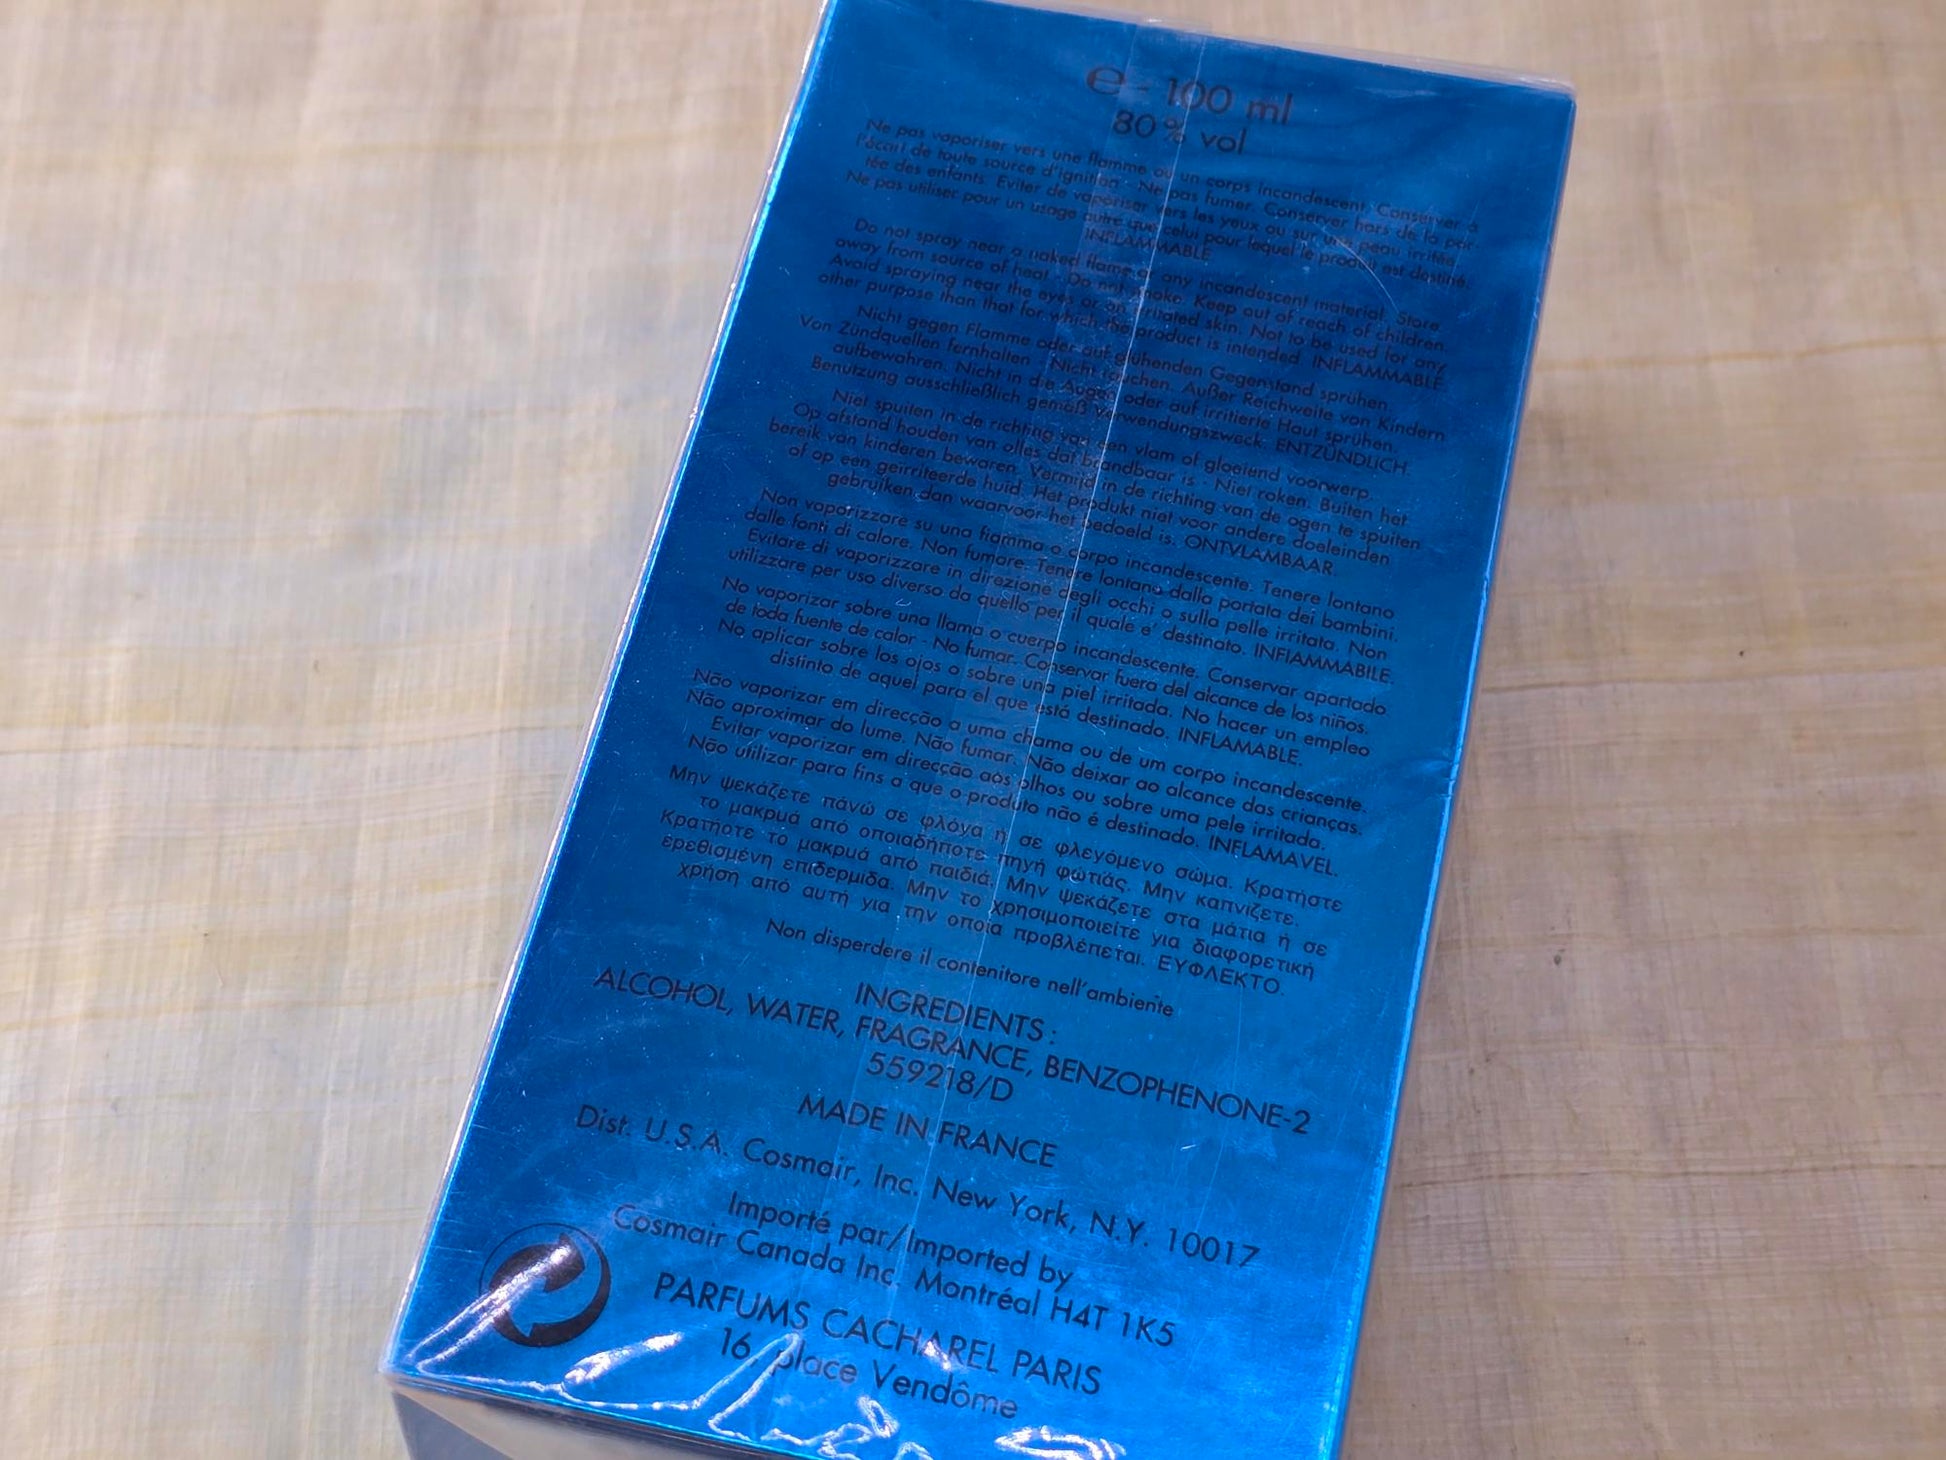 ℮ - 100 ml
80 % vol
Ne pas vaporiser vers une flamme ou un corps incandescent. Conserver à
l'écart de toute source d'ignition - Ne pas fumer. Conserver hors de la por-
tée des enfants. Eviter de vaporiser vers les yeux ou sur une peau irritée.
Ne pas utiliser pour un usage autre que celui pour lequel le produit est destiné.
INFLAMMABLE.
Do not spray near a naked flame or any incandescent material. Store
away from source of heat - Do not smoke. Keep out of reach of children.
Avoid spraying near the eyes or on irritated skin. Not to be used for any
other purpose than that for which the product is intended. INFLAMMABLE.
Nicht gegen Flamme oder auf glühenden Gegenstand sprühen.
Von Zündquellen fernhalten - Nicht rauchen. Außer Reichweite von Kindern
aufbewahren. Nicht in die Augen oder auf irritierte Haut sprühen.
Benutzung ausschließlich gemäß Verwendungszweck. ENTZÜNDLICH.
Niet spuiten in de richting van een vlam of gloeiend voorwerp.
Op afstand houden van alles dat brandbaar is - Niet roken. Buiten het
bereik van kinderen bewaren. Vermijd in de richting van de ogen te spuiten
of op een geïrriteerde huid. Het produkt niet voor andere doeleinden
gebruiken dan waarvoor het bedoeld is. ONTVLAMBAAR.
Non vaporizzare su una fiamma o corpo incandescente. Tenere lontano
dalle fonti di calore. Non fumare. Tenere lontano dalla portata dei bambini.
Evitare di vaporizzare in direzione degli occhi o sulla pelle irritata. Non
utilizzare per uso diverso da quello per il quale e' destinato. INFIAMMABILE.
No vaporizar sobre una llama o cuerpo incandescente. Conservar apartado
de toda fuente de calor - No fumar. Conservar fuera del alcance de los niños.
No aplicar sobre los ojos o sobre una piel irritada. No hacer un empleo
distinto de aquel para el que está destinado. INFLAMABLE.
Não vaporizar em direcção a uma chama ou de um corpo incandescente.
Não aproximar do lume. Não fumar. Não deixar ao alcance das crianças.
Evitar vaporizar em direcção aos olhos ou sobre uma pele irritada.
Não utilizar para fins a que o produto não é destinado. INFLAMAVEL.
Μην ψεκάζετε πάνω σε φλόγα ή σε φλεγόμενο σώμα. Κρατήστε
το μακρυά από οποιαδήποτε πηγή φωτιάς. Μην καπνίζετε.
Κρατήστε το μακρυά από παιδιά. Μην ψεκάζετε στα μάτια ή σε
ερεθισμένη επιδερμίδα. Μην το χρησιμοποιείτε για διαφορετική
χρήση από αυτή για την οποία προβλέπεται. ΕΥΦΛΕΚΤΟ.
Non disperdere il contenitore nell'ambiente
INGREDIENTS :
ALCOHOL, WATER, FRAGRANCE, BENZOPHENONE-2
559218/D
MADE IN FRANCE
Dist. U.S.A. Cosmair, Inc. New York, N.Y. 10017
Importé par/Imported by
Cosmair Canada Inc. Montréal H4T 1K5
PARFUMS CACHAREL PARIS
16, place Vendôme